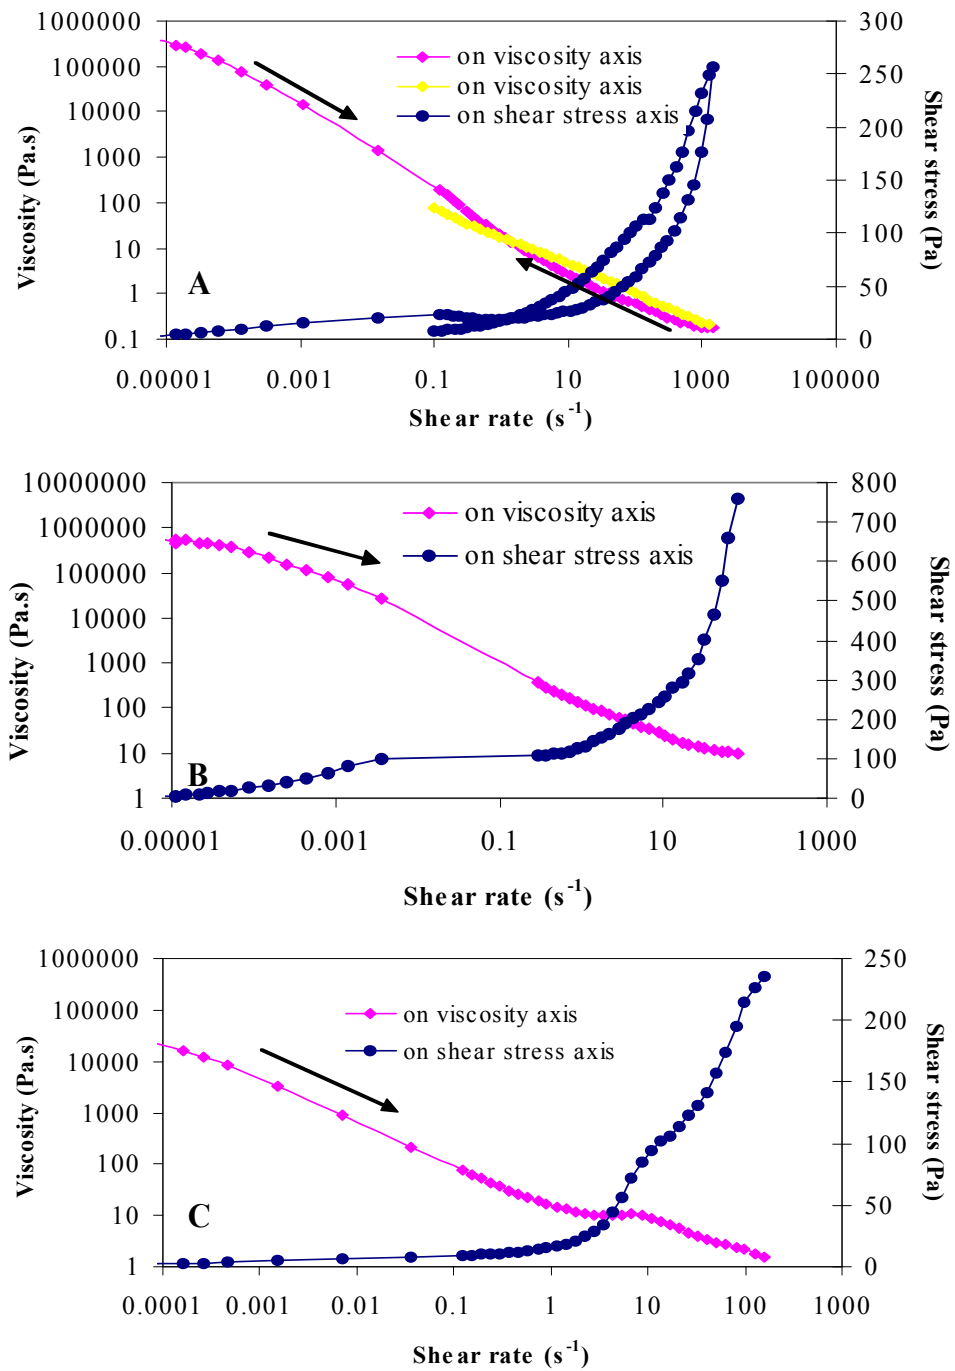 1000000
100000
10000
1000
100
10
1
0.1
Viscosity (Pa.s)
300
250
200
150
100
50
0
Shear stress (Pa)
on viscosity axis
on viscosity axis
on shear stress axis
A
0.00001 0.001 0.1 10 1000 100000
Shear rate (s⁻¹)
10000000
1000000
100000
10000
1000
100
10
1
Viscosity (Pa.s)
800
700
600
500
400
300
200
100
0
Shear stress (Pa)
on viscosity axis
on shear stress axis
B
0.00001 0.001 0.1 10 1000
Shear rate (s⁻¹)
1000000
100000
10000
1000
100
10
1
Viscosity (Pa.s)
250
200
150
100
50
0
Shear stress (Pa)
on viscosity axis
on shear stress axis
C
0.0001 0.001 0.01 0.1 1 10 100 1000
Shear rate (s⁻¹)